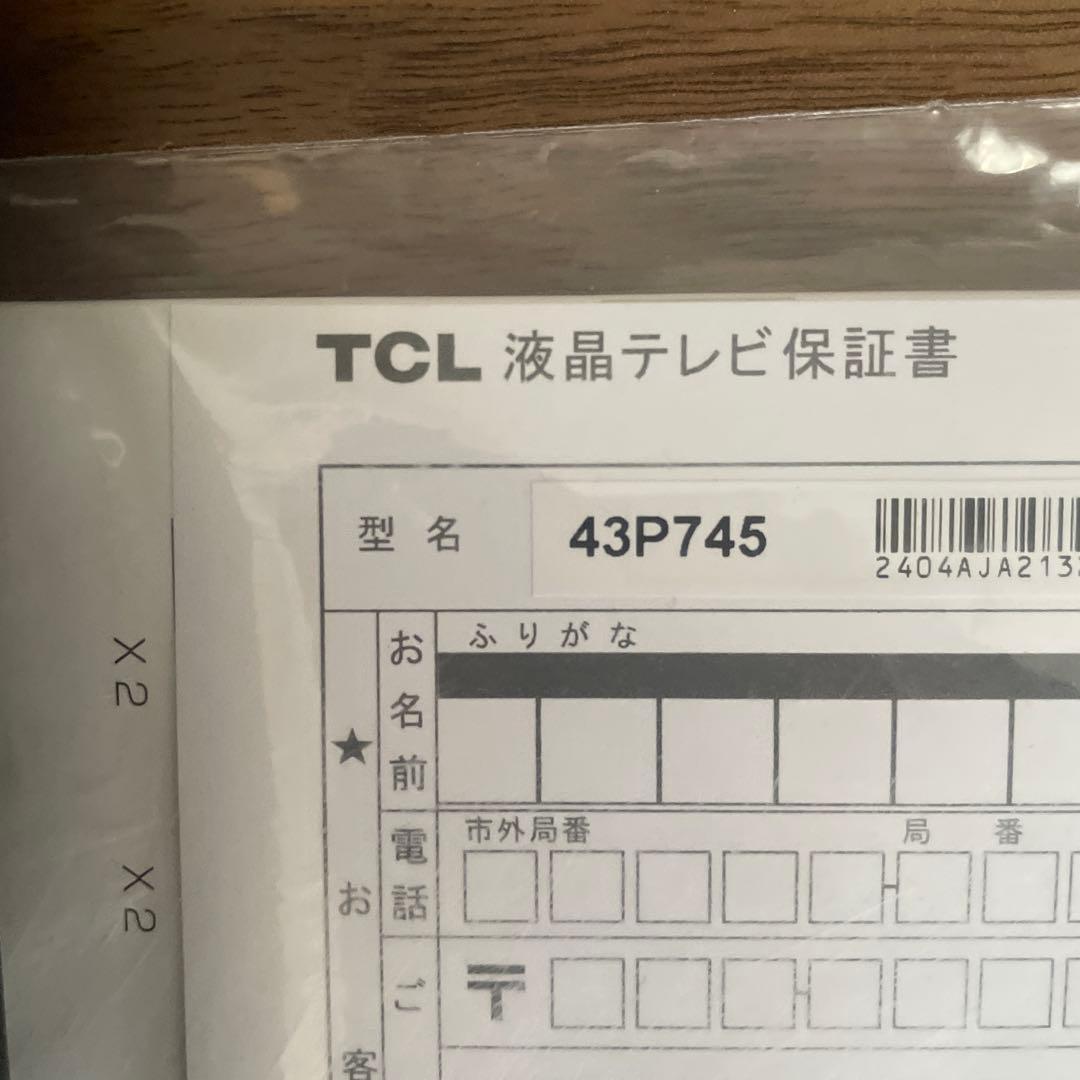 TCL 液晶テレビ保証書
型名 43P745
2404AJA213
ふりがな
お名前
★
市外局番 局 番
電話
お
〒
ご
客
X2
X2